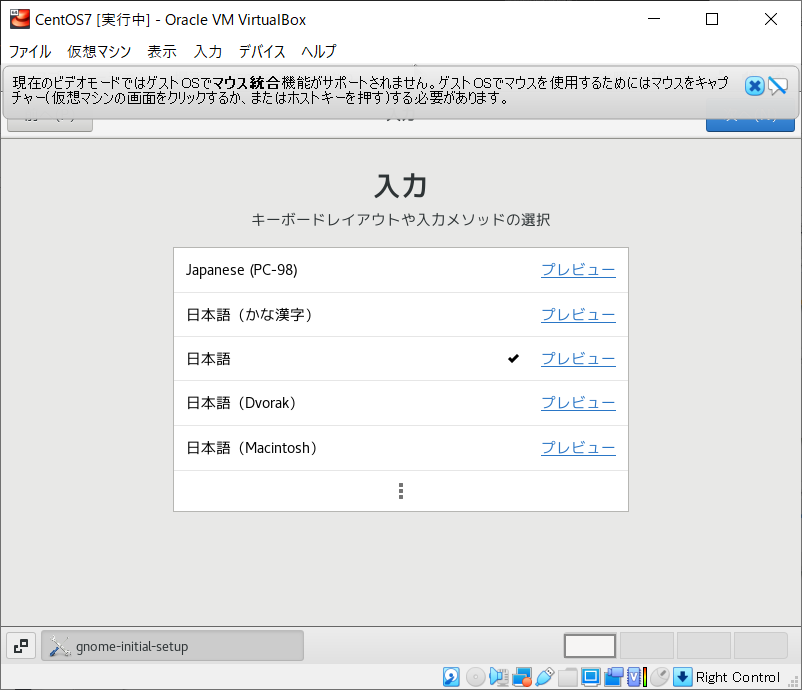 CentOS7 [実行中] - Oracle VM VirtualBox
ファイル 仮想マシン 表示 入力 デバイス ヘルプ
現在のビデオモードではゲストOSでマウス統合機能がサポートされません。ゲストOSでマウスを使用するためにはマウスをキャプ
チャー(仮想マシンの画面をクリックするか、またはホストキーを押す)する必要があります。
入力
キーボードレイアウトや入力メソッドの選択
Japanese (PC-98) プレビュー
日本語（かな漢字） プレビュー
日本語 プレビュー
日本語（Dvorak） プレビュー
日本語（Macintosh） プレビュー
gnome-initial-setup
Right Control